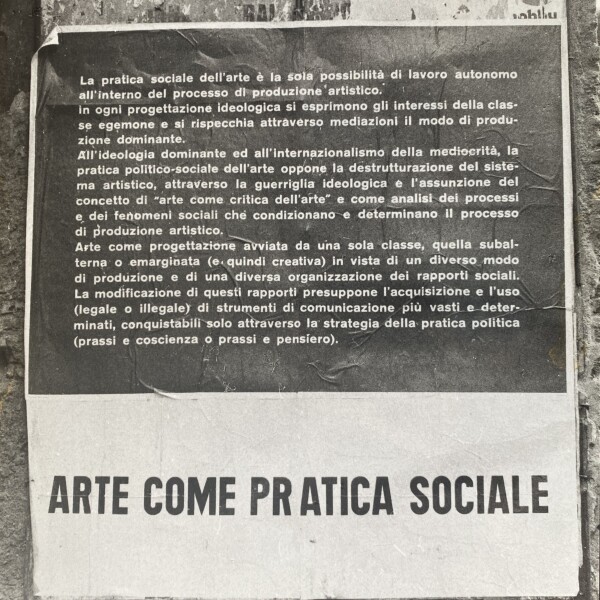 La pratica sociale dell'arte è la sola possibilità di lavoro autonomo
all'interno del processo di produzione artistico.
in ogni progettazione ideologica si esprimono gli interessi della clas-
se egemone e si rispecchia attraverso mediazioni il modo di produ-
zione dominante.
All'ideologia dominante ed all'internazionalismo della mediocrità, la
pratica politico-sociale dell'arte oppone la destrutturazione del siste-
ma artistico, attraverso la guerriglia ideologica e l'assunzione del
concetto di "arte come critica dell'arte" e come analisi dei processi
e dei fenomeni sociali che condizionano e determinano il processo
di produzione artistico.
Arte come progettazione avviata da una sola classe, quella subal-
terna o emarginata (e quindi creativa) in vista di un diverso modo
di produzione e di una diversa organizzazione dei rapporti sociali.
La modificazione di questi rapporti presuppone l'acquisizione e l'uso
(legale o illegale) di strumenti di comunicazione più vasti e deter-
minati, conquistabili solo attraverso la strategia della pratica politica
(prassi e coscienza o prassi e pensiero).
ARTE COME PRATICA SOCIALE